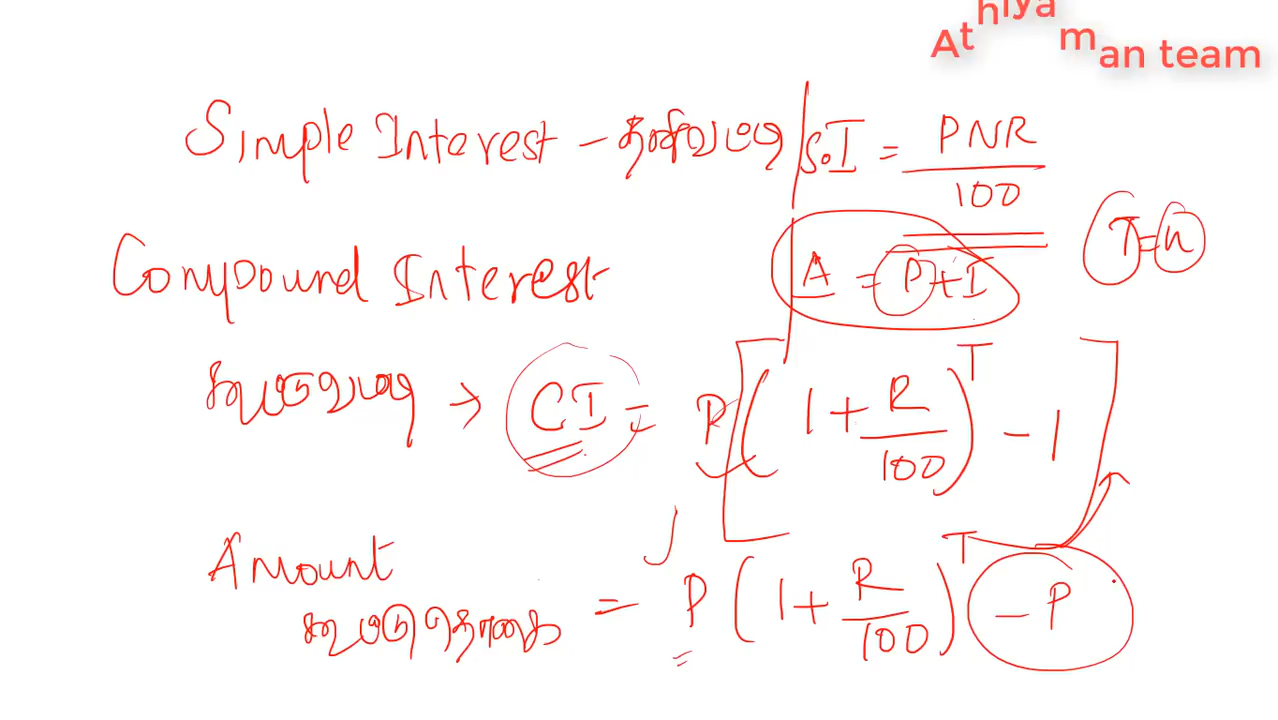 Athiyaman team
Simple Interest - தனிவட்டி S.I = PNR / 100
T = n
Compound Interest A = P + I
கூட்டுவட்டி → CI = P [ ( 1 + R/100 )^T - 1 ]
Amount
கூட்டுத்தொகை = P ( 1 + R/100 )^T - P